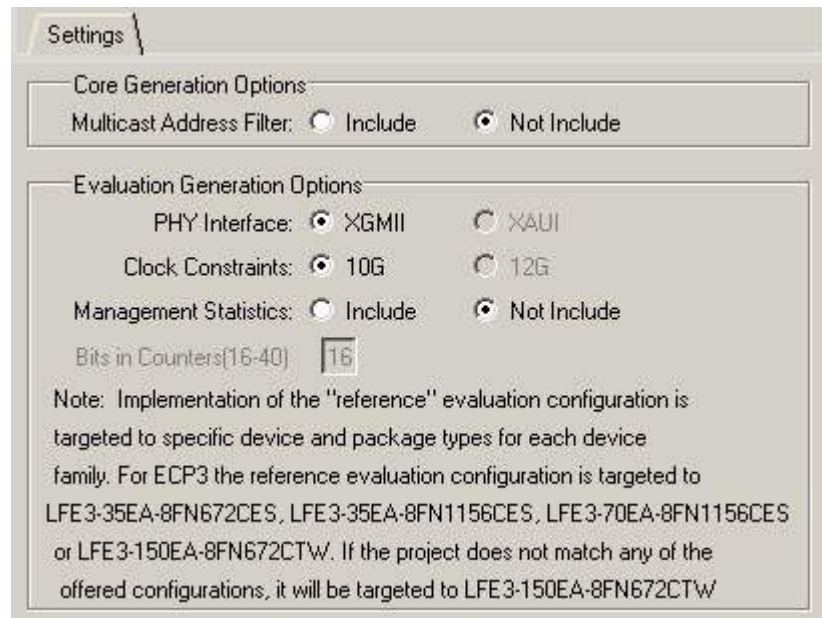 Settings
Core Generation Options
Multicast Address Filter: Include Not Include
Evaluation Generation Options
PHY Interface: XGMII XAUI
Clock Constraints: 10G 12G
Management Statistics: Include Not Include
Bits in Counters(16-40) 16
Note: Implementation of the "reference" evaluation configuration is
targeted to specific device and package types for each device
family. For ECP3 the reference evaluation configuration is targeted to
LFE3-35EA-8FN672CES, LFE3-35EA-8FN1156CES, LFE3-70EA-8FN1156CES
or LFE3-150EA-8FN672CTW. If the project does not match any of the
offered configurations, it will be targeted to LFE3-150EA-8FN672CTW